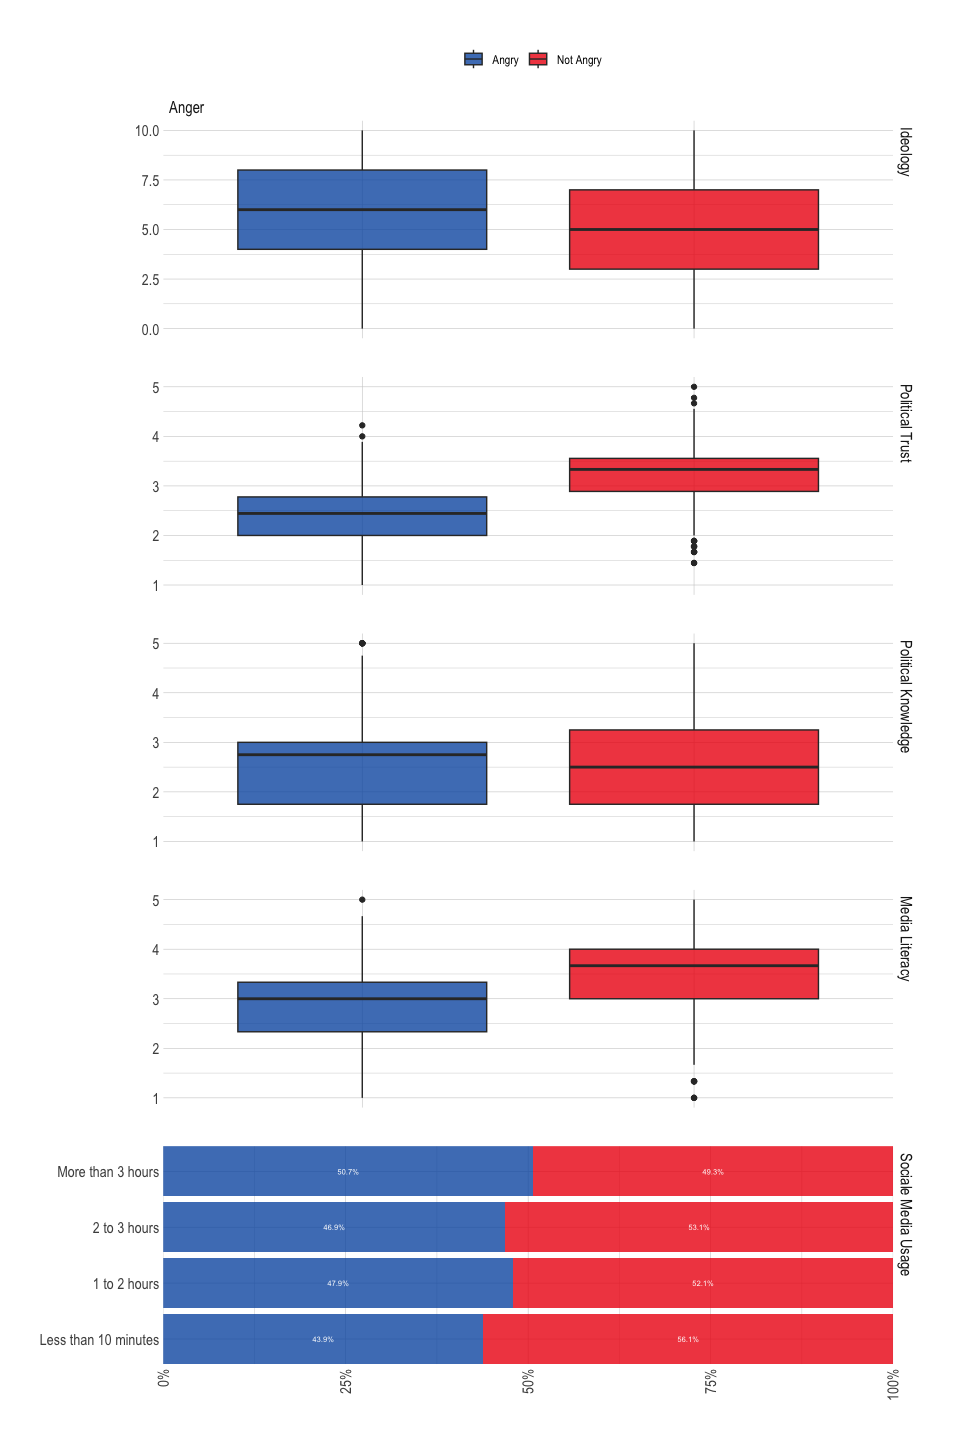 Angry Not Angry
Anger
10.0
7.5
5.0
2.5
0.0
Ideology
5
4
3
2
1
Political Trust
5
4
3
2
1
Political Knowledge
5
4
3
2
1
Media Literacy
More than 3 hours 50.7% 49.3%
2 to 3 hours 46.9% 53.1%
1 to 2 hours 47.9% 52.1%
Less than 10 minutes 43.9% 56.1%
Sociale Media Usage
0% 25% 50% 75% 100%